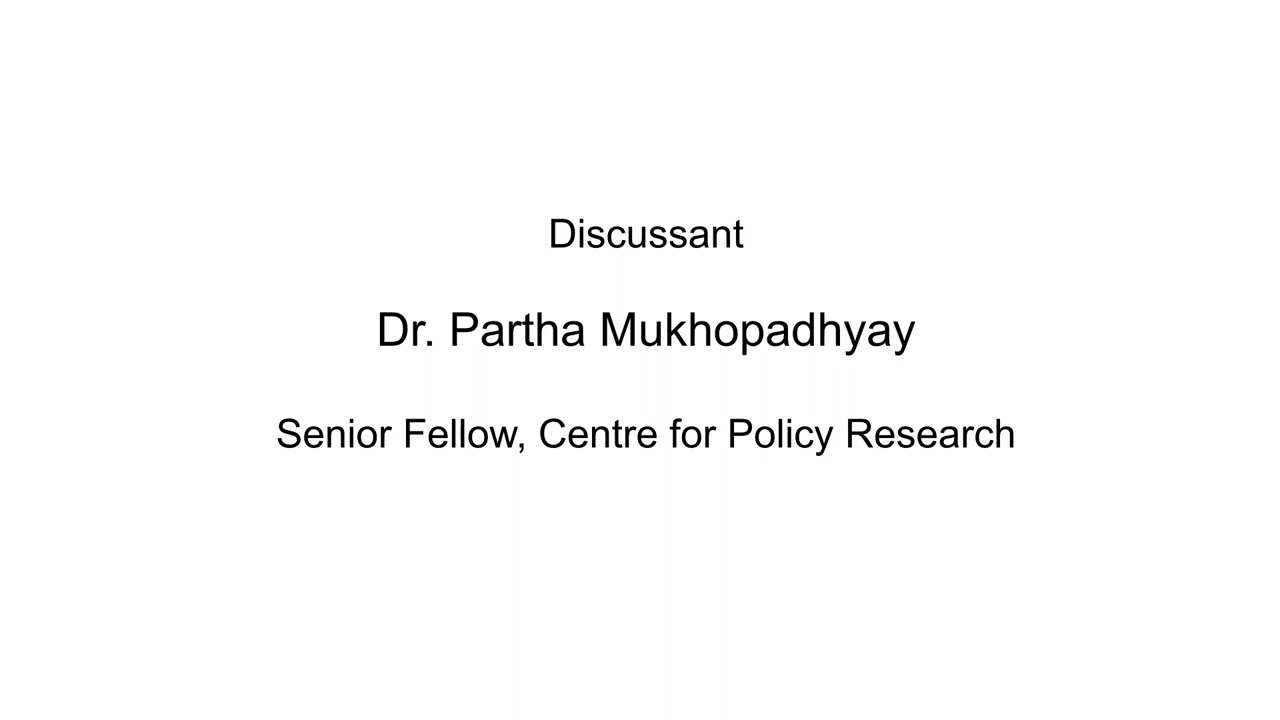 Discussant
Dr. Partha Mukhopadhyay
Senior Fellow, Centre for Policy Research